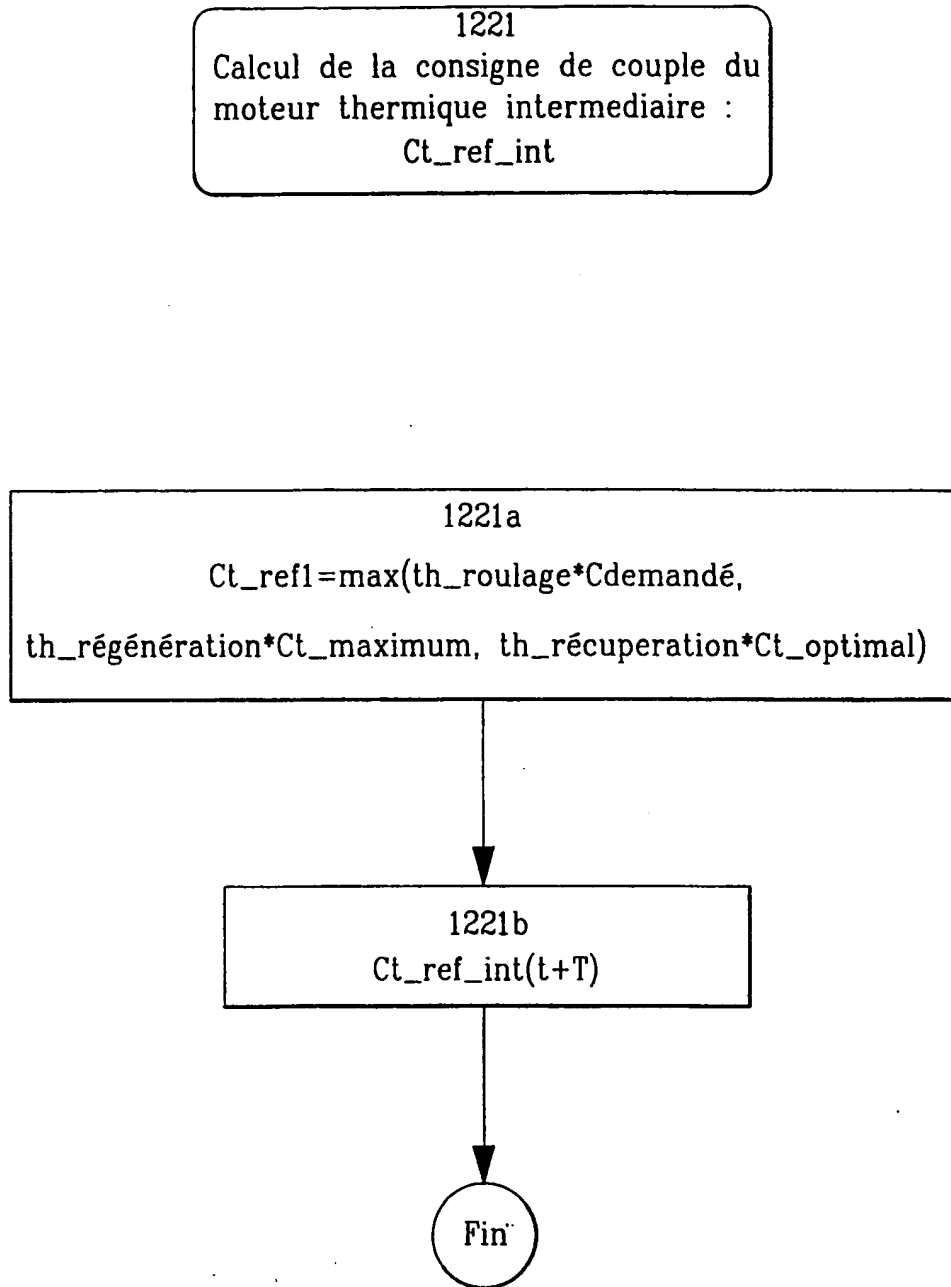 1221
Calcul de la consigne de couple du
moteur thermique intermediaire :
Ct_ref_int
1221a
Ct_ref1=max(th_roulage*Cdemandé,
th_régénération*Ct_maximum, th_récuperation*Ct_optimal)
1221b
Ct_ref_int(t+T)
Fin